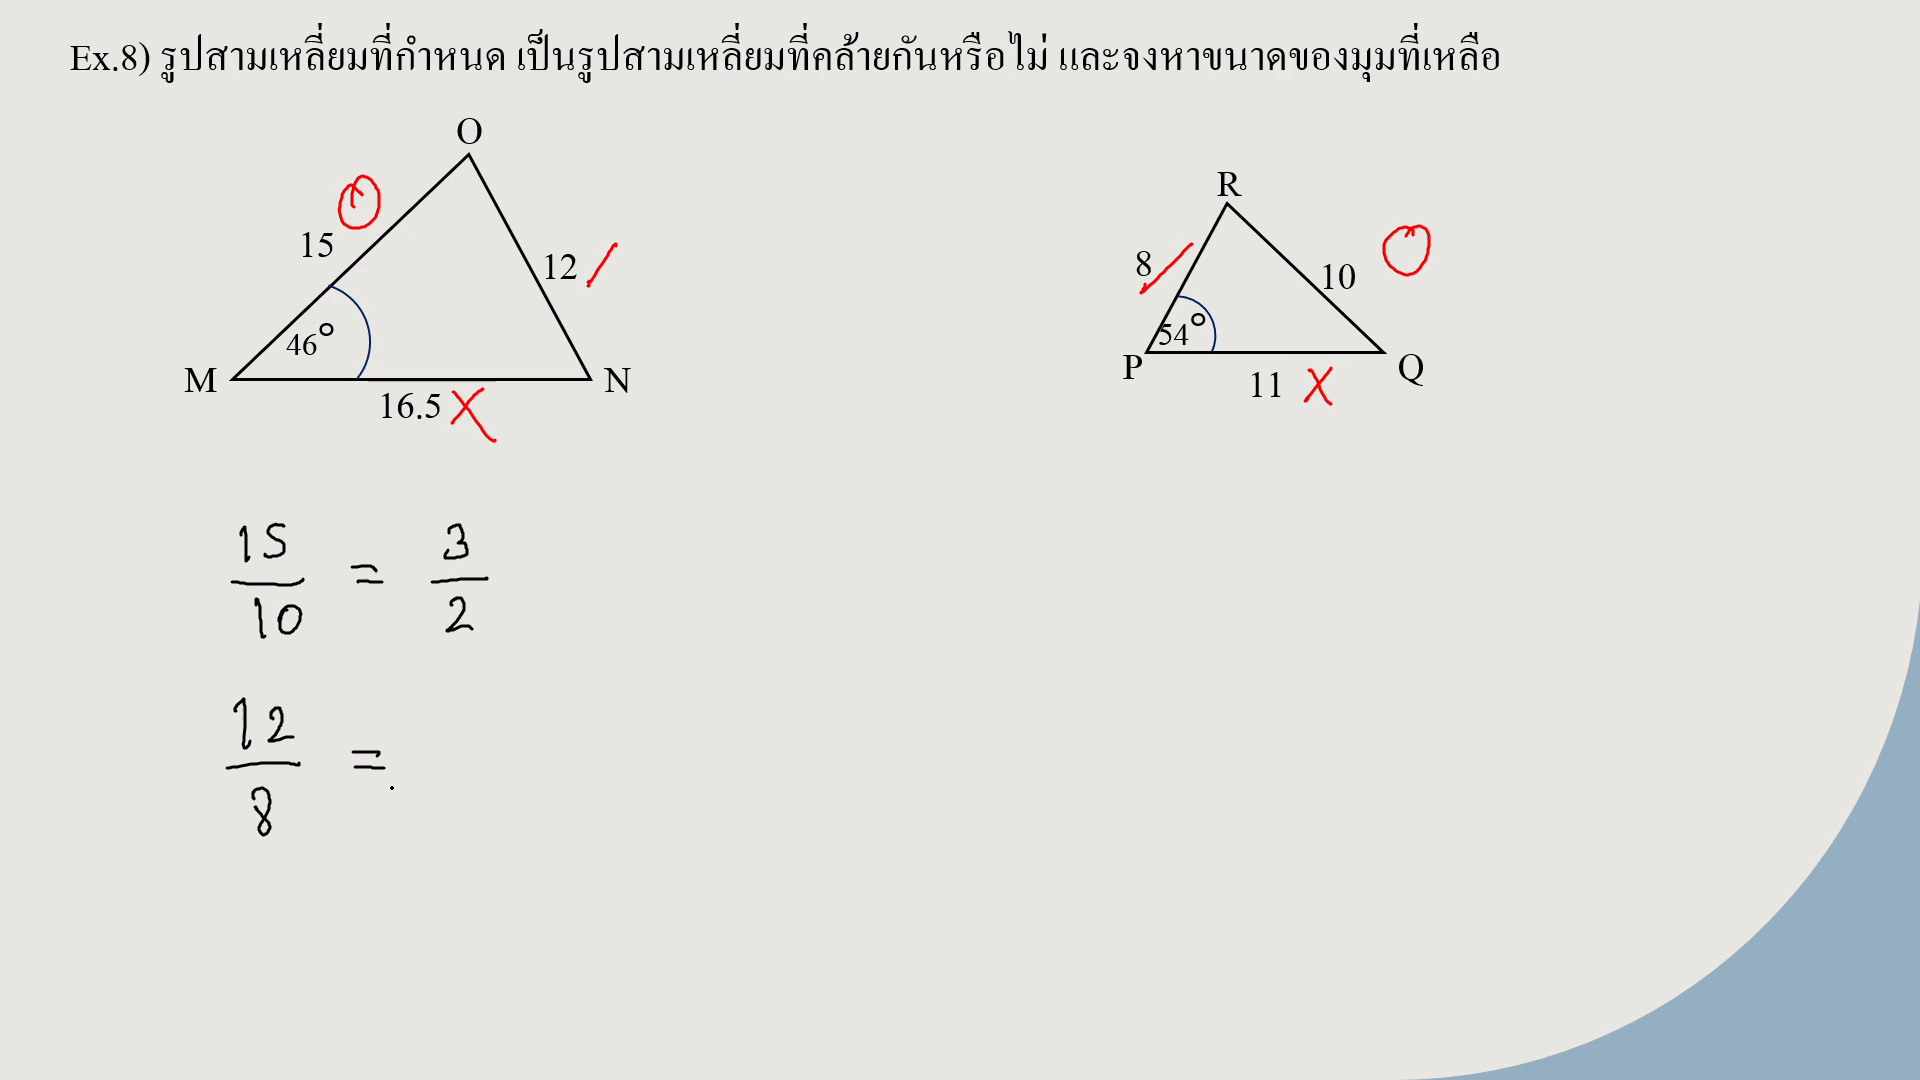 Ex.8) รูปสามเหลี่ยมที่กำหนด เป็นรูปสามเหลี่ยมที่คล้ายกันหรือไม่ และจงหาขนาดของมุมที่เหลือ
O
15
12
46°
M
N
16.5
R
8
10
54°
P
Q
11
15/10 = 3/2
12/8 =